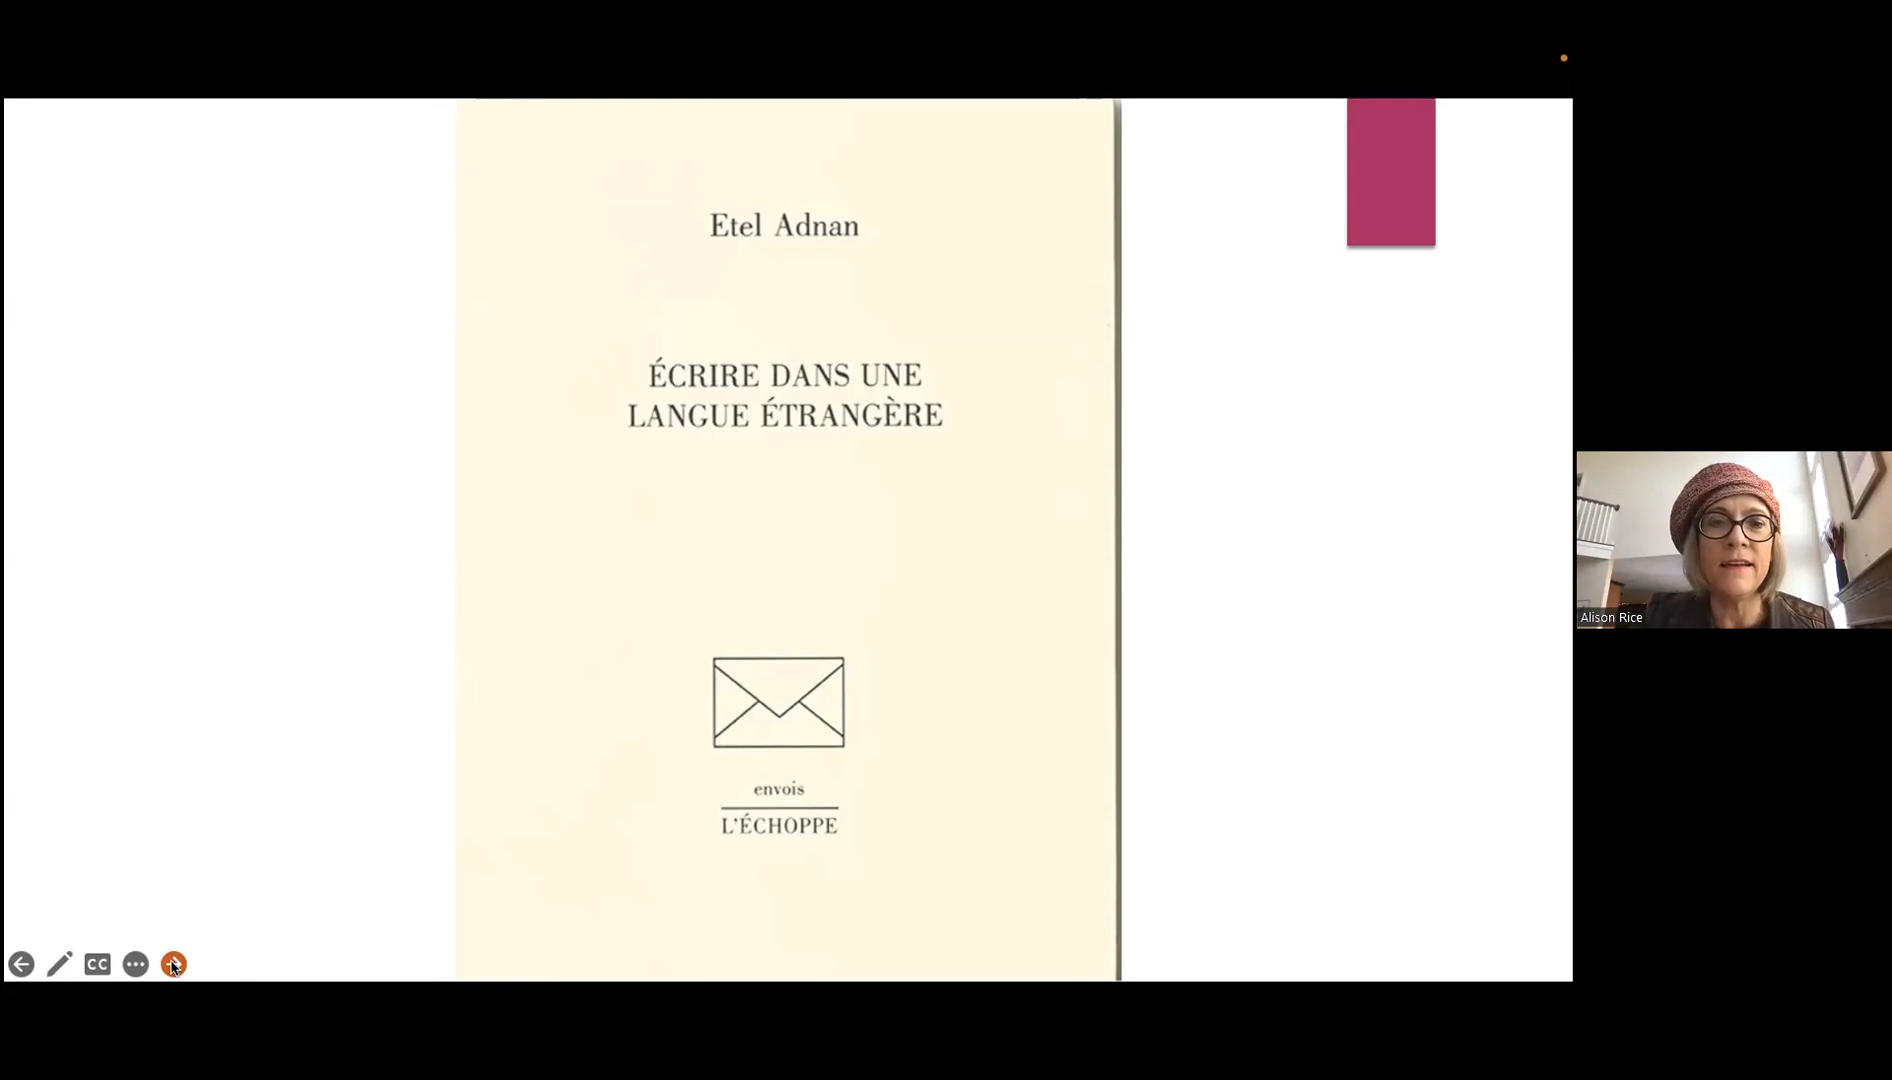 Etel Adnan
ÉCRIRE DANS UNE
LANGUE ÉTRANGÈRE
envois
L'ÉCHOPPE
CC
Alison Rice